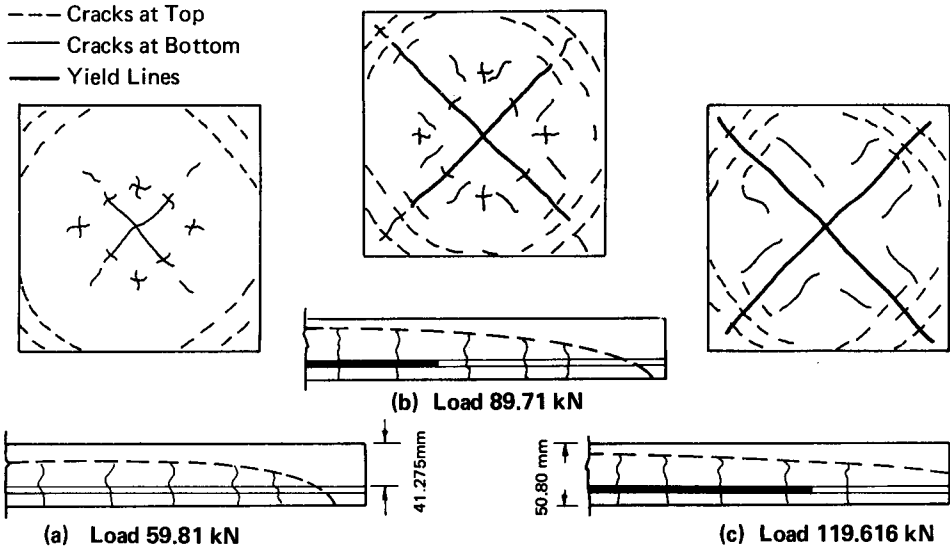 Cracks at Top
Cracks at Bottom
Yield Lines
(b) Load 89.71 kN
41.275mm
50.80 mm
(a) Load 59.81 kN
(c) Load 119.616 kN